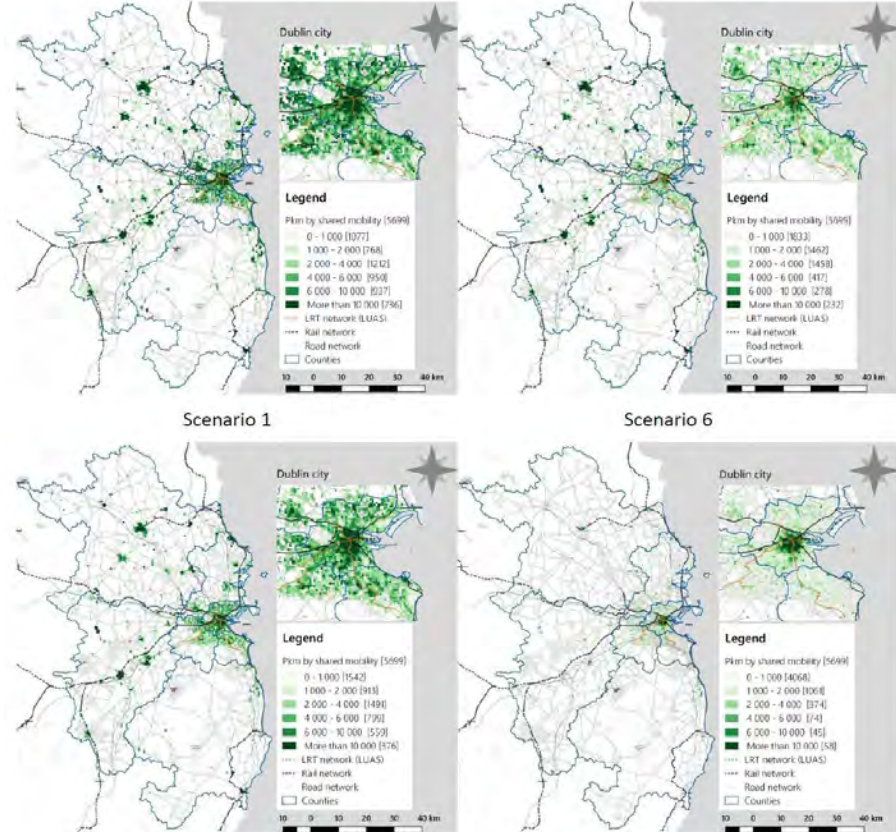 Dublin city
Legend
Pkm by shared mobility [5699]
0 - 1 000 [1077]
1 000 - 2 000 [768]
2 000 - 4 000 [1212]
4 000 - 6 000 [950]
6 000 - 10 000 [937]
More than 10 000 [736]
LRT network (LUAS)
Rail network
Road network
Counties
10 0 10 20 30 40 km
Dublin city
Legend
Pkm by shared mobility [5699]
0 - 1 000 [1833]
1 000 - 2 000 [1462]
2 000 - 4 000 [1458]
4 000 - 6 000 [417]
6 000 - 10 000 [278]
More than 10 000 [232]
LRT network (LUAS)
Rail network
Road network
Counties
10 0 10 20 30 40 km
Scenario 1
Scenario 6
Dublin city
Legend
Pkm by shared mobility [5699]
0 - 1 000 [1542]
1 000 - 2 000 [913]
2 000 - 4 000 [1491]
4 000 - 6 000
6 000 - 10 000 [559]
More than 10 000 [376]
LRT network (LUAS)
Rail network
Road network
Counties
10 0 10 20 30 40 km
Dublin city
Legend
Pkm by shared mobility [5699]
0 - 1 000 [4068]
1 000 - 2 000 [1061]
2 000 - 4 000 [374]
4 000 - 6 000 [74]
6 000 - 10 000 [45]
More than 10 000 [58]
LRT network (LUAS)
Rail network
Road network
Counties
10 0 10 20 30 40 km